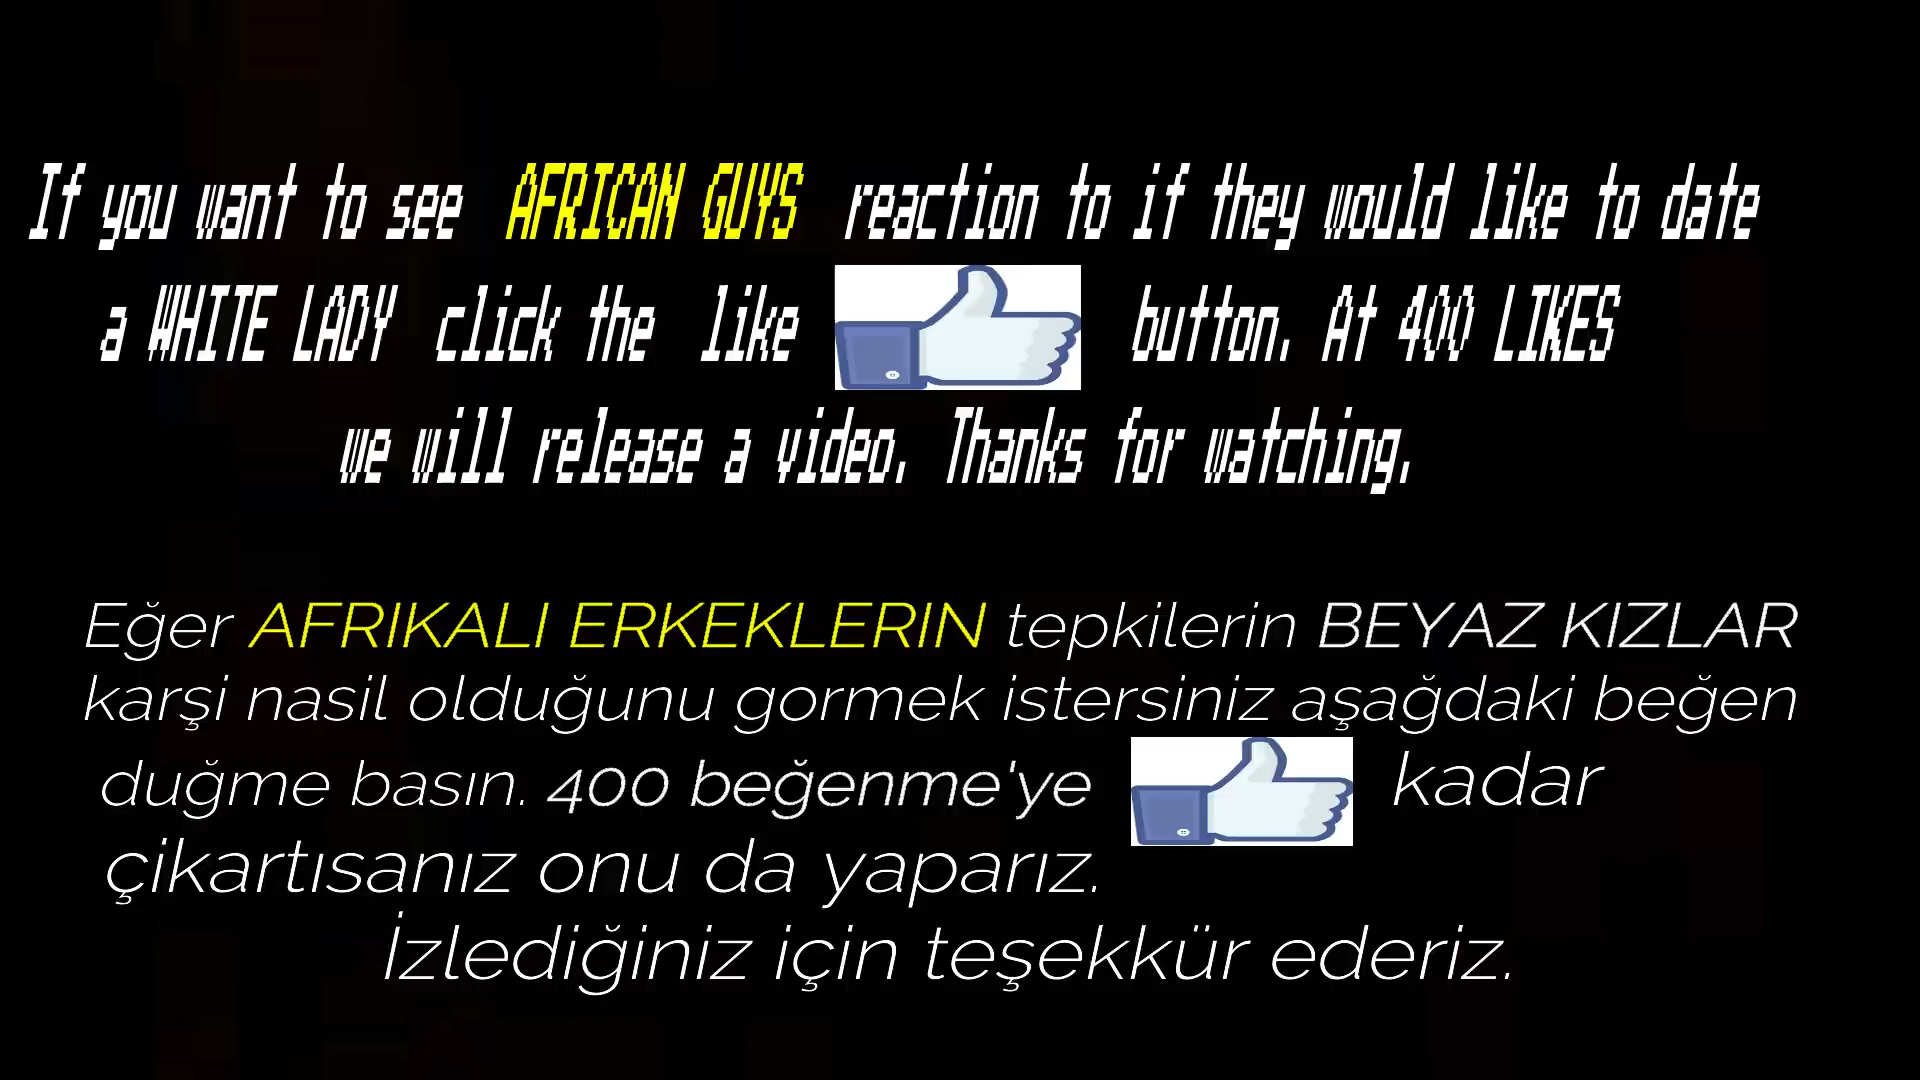 If you want to see AFRICAN GUYS reaction to if they would like to date
a WHITE LADY click the like button. At 400 LIKES
we will release a video. Thanks for watching.
Eğer AFRIKALI ERKEKLERIN tepkilerin BEYAZ KIZLAR
karşi nasil olduğunu gormek istersiniz aşağdaki beğen
duğme basın. 400 beğenme'ye kadar
çikartısanız onu da yaparız.
İzlediğiniz için teşekkür ederiz.